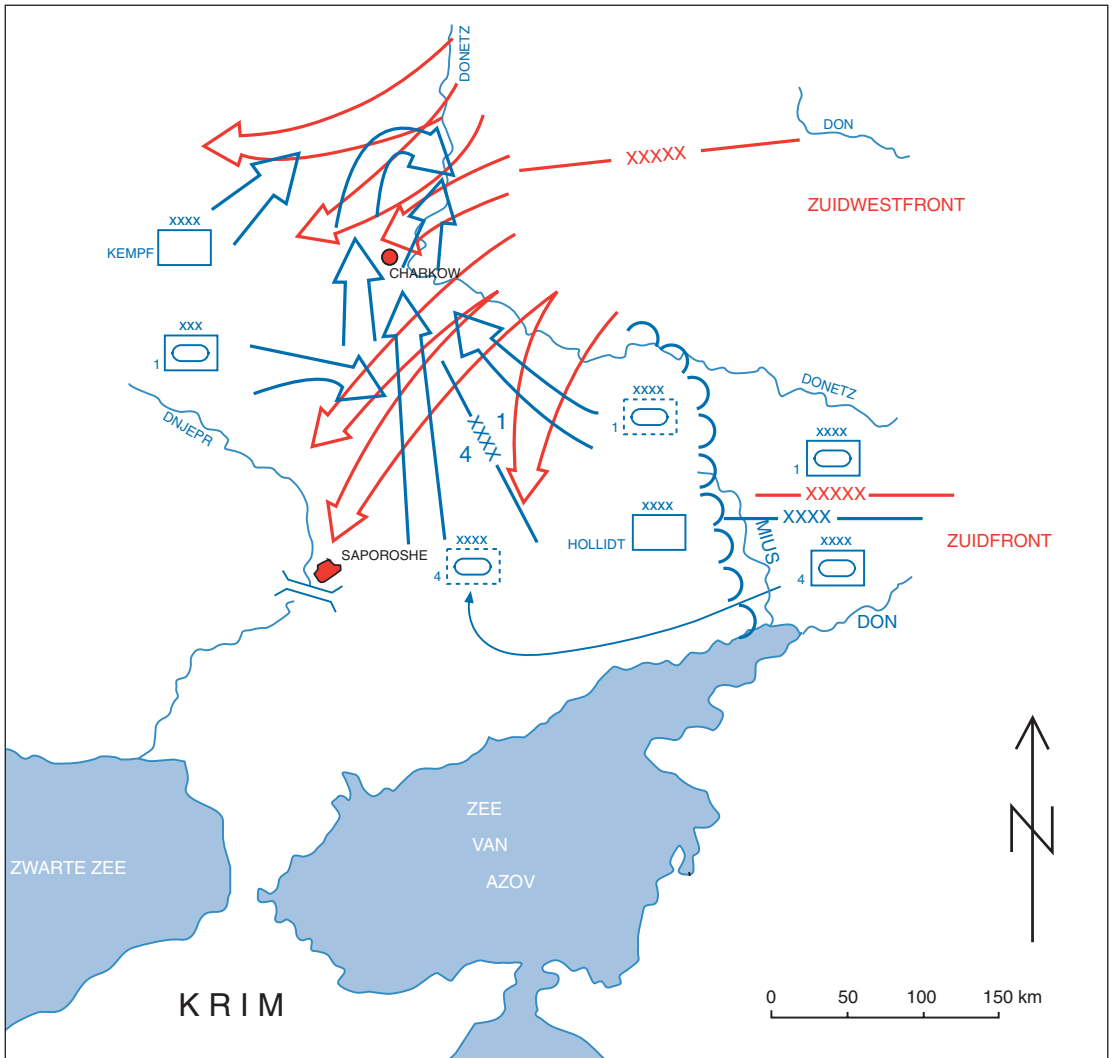 DONETZ
DON
XXXXX
ZUIDWESTFRONT
XXXX
KEMPF
CHARKOW
XXX
1
DNJEPR
DONETZ
XXXX
1
1
XXXX
4
XXXX
1
XXXXX
XXXX
XXXX
HOLLIDT
MIUS
ZUIDFRONT
SAPOROSHE
XXXX
4
XXXX
4
DON
ZEE
VAN
AZOV
ZWARTE ZEE
KRIM
N
0 50 100 150 km